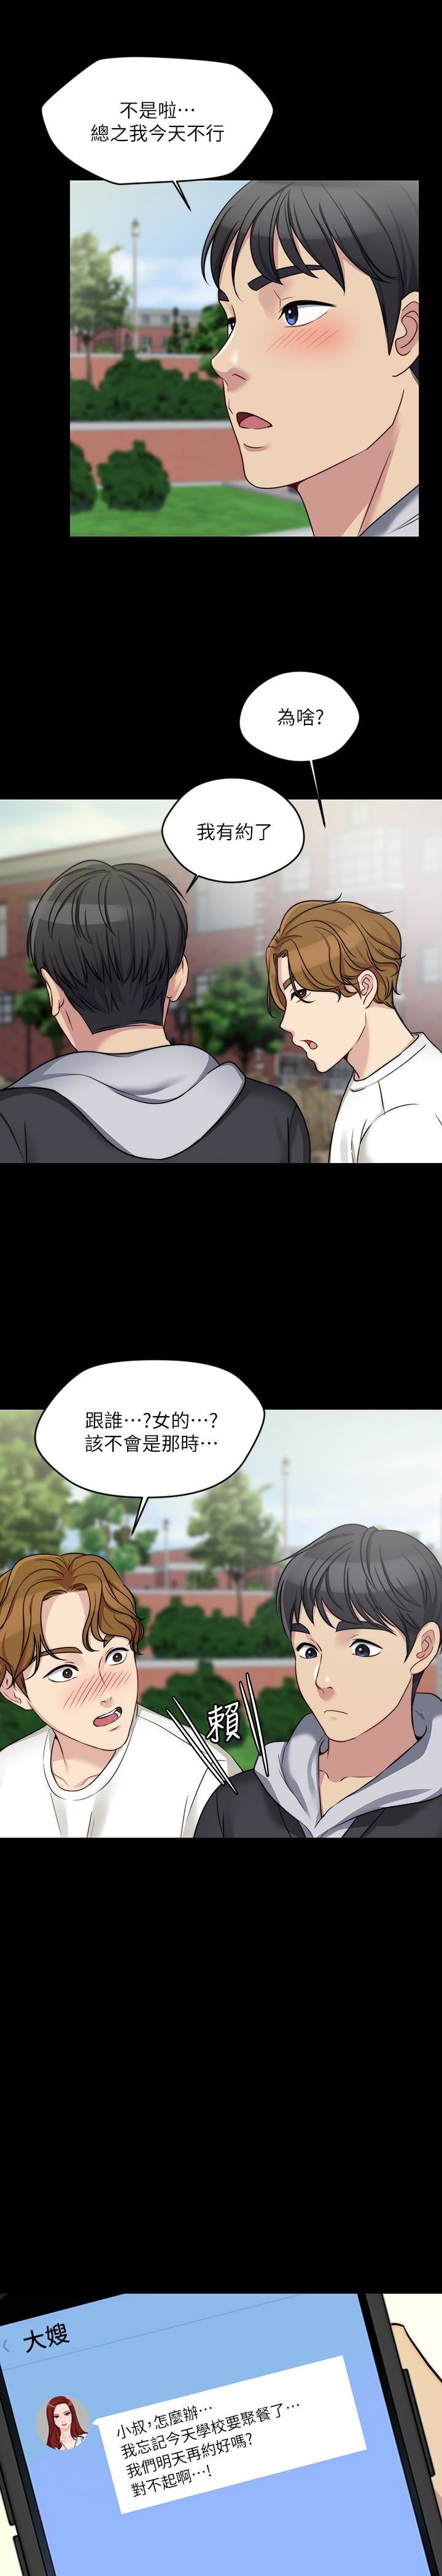 不是啦…
總之我今天不行
為啥?
我有約了
跟誰…?女的…?
該不會是那時…
賴
大嫂
小叔，怎麼辦…
我忘記今天學校要聚餐了…
我們明天再約好嗎?
對不起啊…!